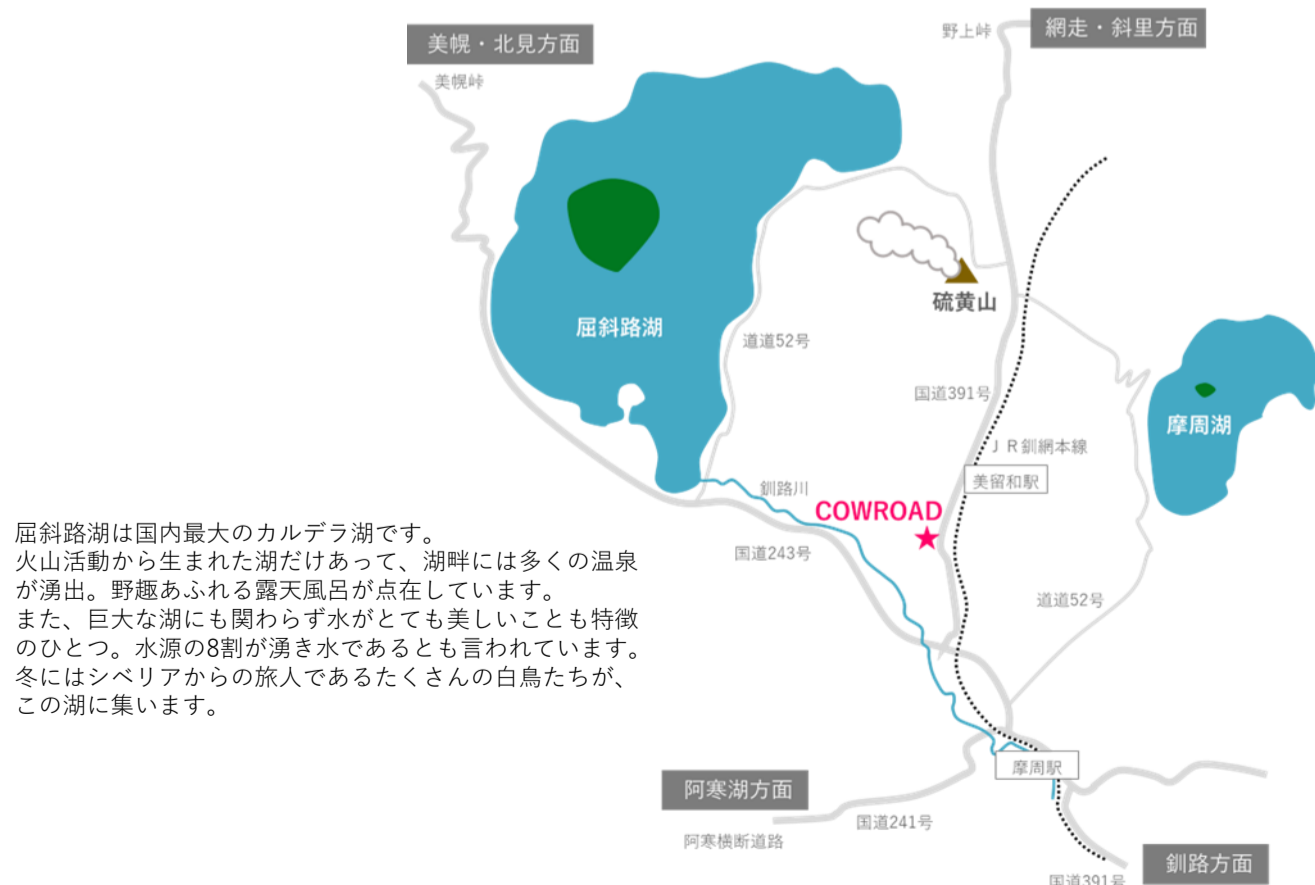 美幌・北見方面
野上峠
網走・斜里方面
美幌峠
硫黄山
屈斜路湖
道道52号
国道391号
摩周湖
ＪＲ釧網本線
美留和駅
釧路川
COWROAD
国道243号
道道52号
屈斜路湖は国内最大のカルデラ湖です。
火山活動から生まれた湖だけあって、湖畔には多くの温泉
が湧出。野趣あふれる露天風呂が点在しています。
また、巨大な湖にも関わらず水がとても美しいことも特徴
のひとつ。水源の8割が湧き水であるとも言われています。
冬にはシベリアからの旅人であるたくさんの白鳥たちが、
この湖に集います。
摩周駅
阿寒湖方面
国道241号
阿寒横断道路
釧路方面
国道391号